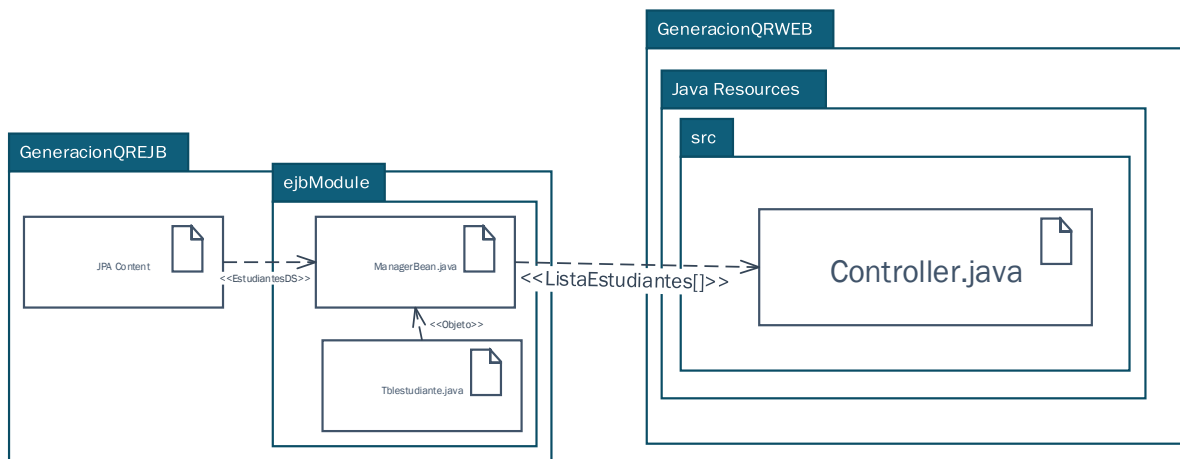 GeneracionQRWEB
Java Resources
src
GeneracionQREJB
ejbModule
JPA Content
<<EstudiantesDS>>
ManagerBean.java
<<ListaEstudiantes[]>>
Controller.java
<<Objeto>>
Tblestudiante.java